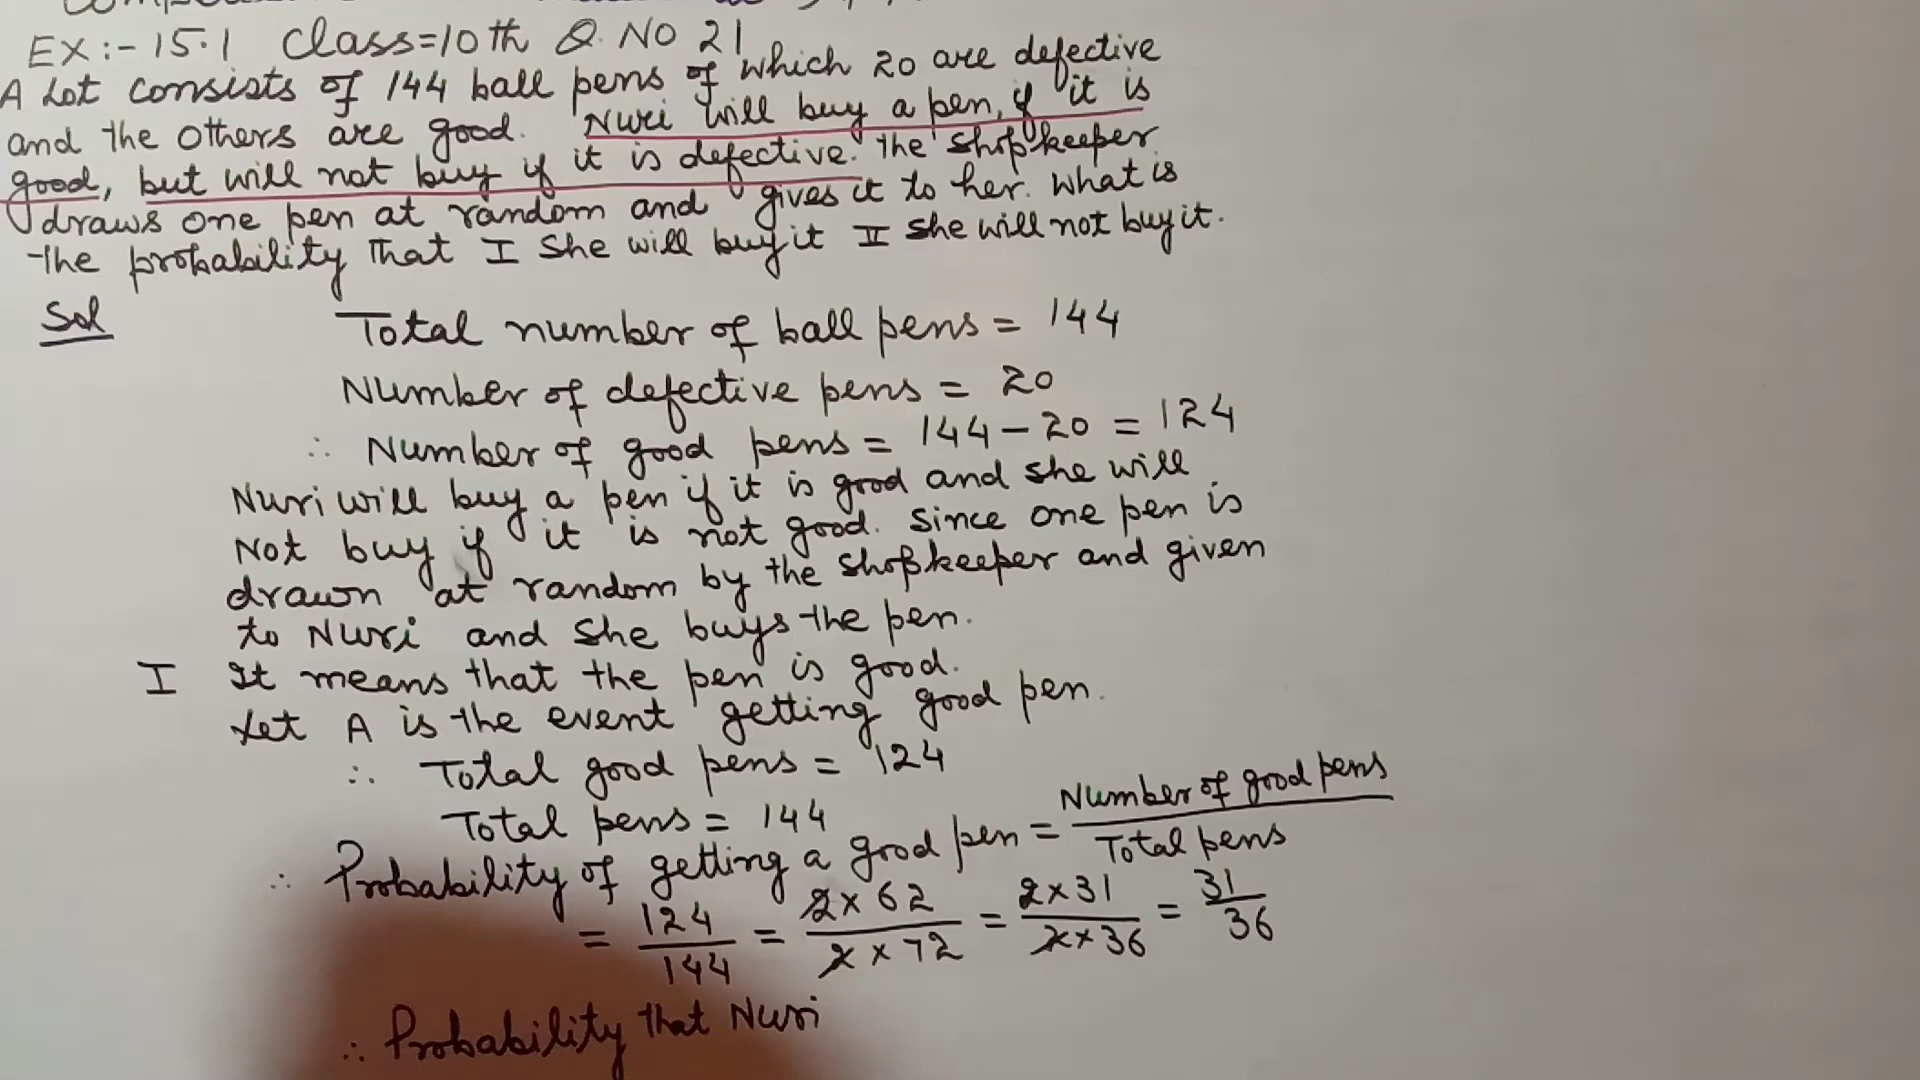 EX:- 15.1 Class=10th Q. NO 21
A Lot consists of 144 ball pens of which 20 are defective
and the others are good. Nuri will buy a pen, if it is
good, but will not buy if it is defective. The shopkeeper
draws one pen at random and gives it to her. What is
the probability that I She will buy it II She will not buy it.
Sol
Total number of ball pens = 144
Number of defective pens = 20
∴ Number of good pens = 144 - 20 = 124
Nuri will buy a pen if it is good and she will
Not buy if it is not good. Since one pen is
drawn at random by the shopkeeper and given
to Nuri and she buys the pen.
I It means that the pen is good.
Let A is the event getting good pen.
∴ Total good pens = 124
Total pens = 144
∴ Probability of getting a good pen = Number of good pens / Total pens
= 124/144 = 2×62/2×72 = 2×31/2×36 = 31/36
∴ Probability that Nuri